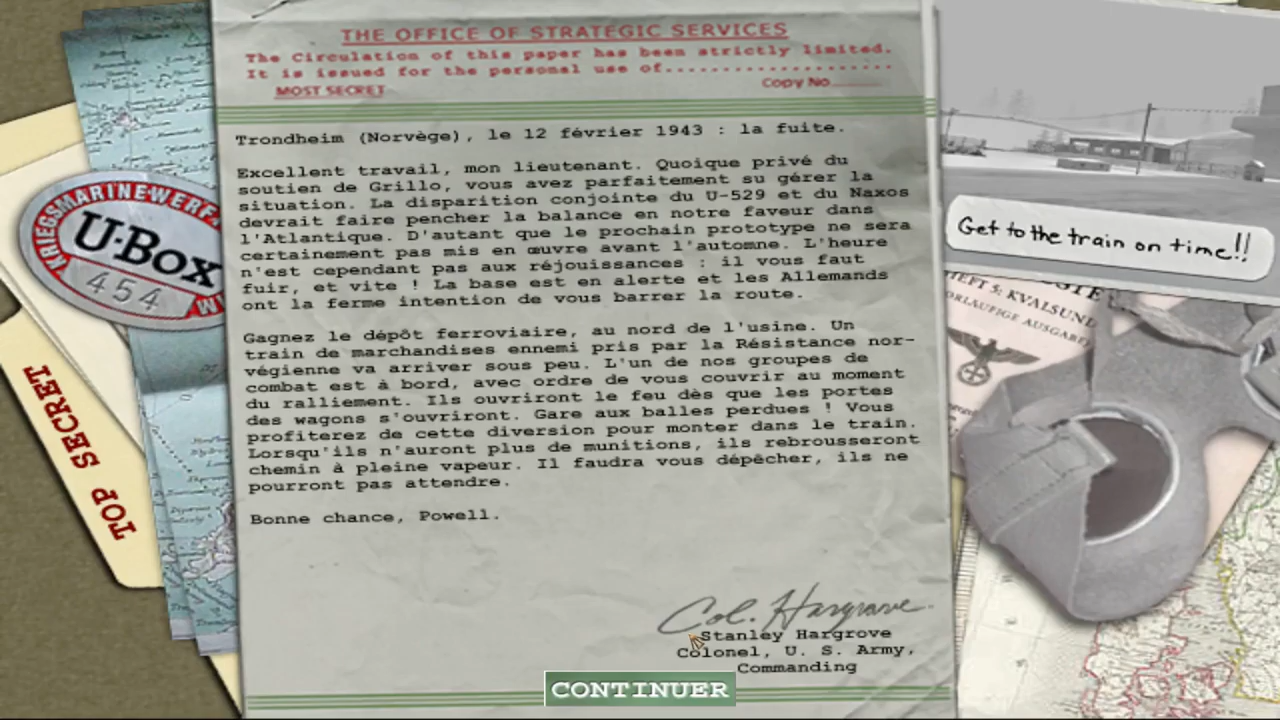 THE OFFICE OF STRATEGIC SERVICES
The Circulation of this paper has been strictly limited.
It is issued for the personal use of...................
MOST SECRET
Copy No.
Trondheim (Norvège), le 12 février 1943 : la fuite.
Excellent travail, mon lieutenant. Quoique privé du
soutien de Grillo, vous avez parfaitement su gérer la
situation. La disparition conjointe du U-529 et du Naxos
devrait faire pencher la balance en notre faveur dans
l'Atlantique. D'autant que le prochain prototype ne sera
certainement pas mis en œuvre avant l'automne. L'heure
n'est cependant pas aux réjouissances : il vous faut
fuir, et vite ! La base est en alerte et les Allemands
ont la ferme intention de vous barrer la route.
Gagnez le dépôt ferroviaire, au nord de l'usine. Un
train de marchandises ennemi pris par la Résistance nor-
végienne va arriver sous peu. L'un de nos groupes de
combat est à bord, avec ordre de vous couvrir au moment
du ralliement. Ils ouvriront le feu dès que les portes
des wagons s'ouvriront. Gare aux balles perdues ! Vous
profiterez de cette diversion pour monter dans le train.
Lorsqu'ils n'auront plus de munitions, ils rebrousseront
chemin à pleine vapeur. Il faudra vous dépêcher, ils ne
pourront pas attendre.
Bonne chance, Powell.
Col. Hargrave
Stanley Hargrove
Colonel, U. S. Army,
Commanding
CONTINUER
KRIEGSMARINEWERF
U-BOX
454
TOP SECRET
Get to the train on time!!
HEFT 5: KVALSUND
VORLÄUFIGE AUSGABE